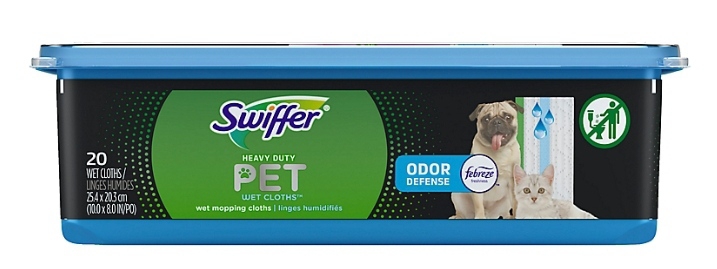 Swiffer
HEAVY DUTY
PET
WET CLOTHS™
wet mopping cloths | linges humidifiés
20
WET CLOTHS /
LINGES HUMIDES
25.4 x 20.3 cm
(10.0 x 8.0 IN/PO)
ODOR
DEFENSE
febreze
freshness